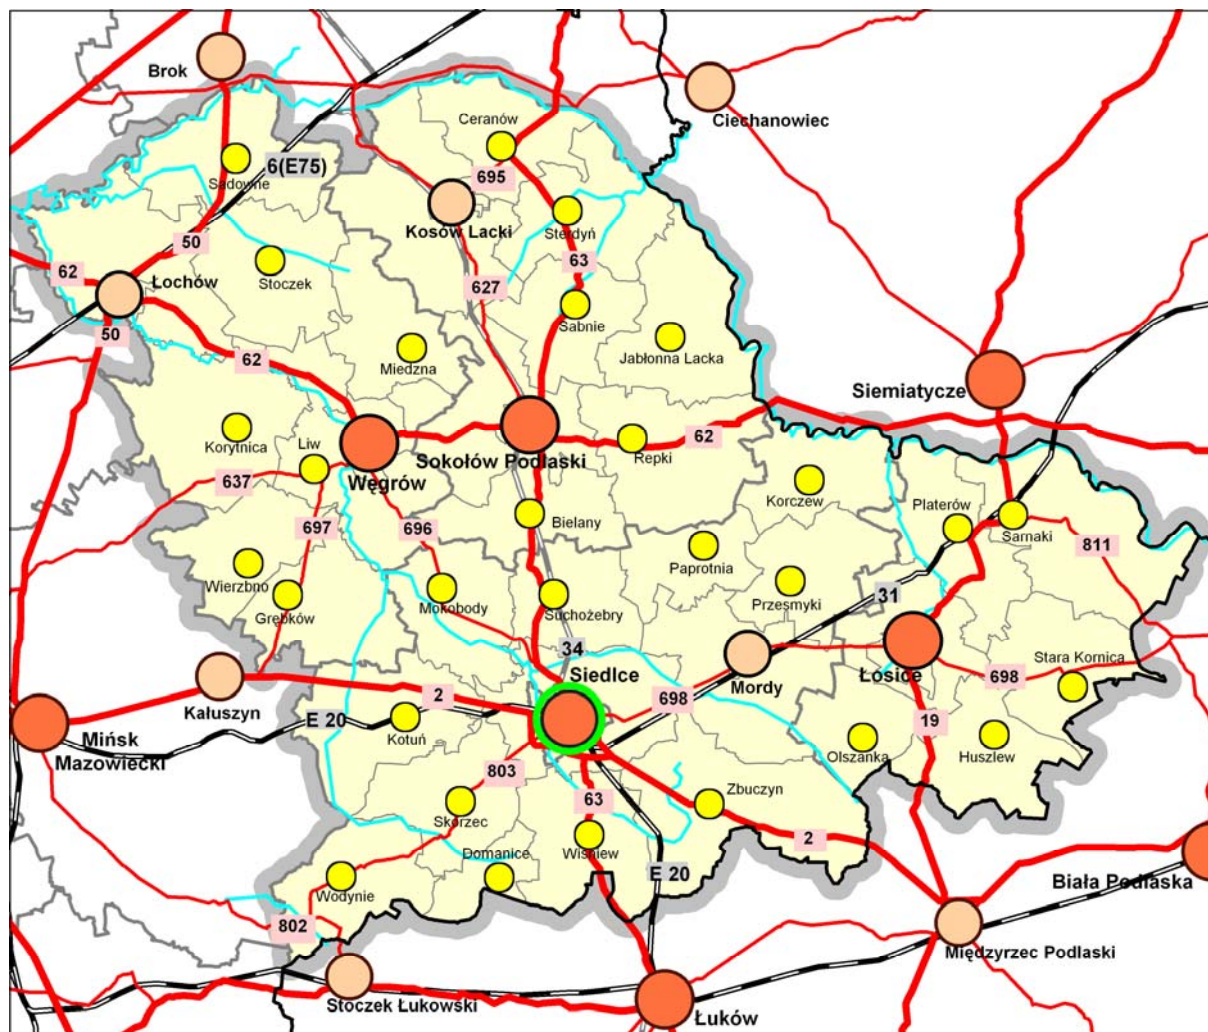 Brok
Ciechanowiec
Ceranów
6(E75)
695
Sadowne
Kosów Lacki
Sterdyń
50
62
Łochów
Stoczek
63
627
50
Sabnie
62
Miedzna
Jabłonna Lacka
Siemiatycze
Korytnica
Liw
62
Sokołów Podlaski
Repki
Węgrów
637
Korczew
Platerów
697
696
Bielany
Sarnaki
811
Paprotnia
Wierzbno
Przesmyki
31
Grębków
Mokobody
Suchożebry
34
Stara Kornica
Siedlce
Mordy
Łosice
698
2
698
Kałuszyn
E 20
19
Mińsk
Mazowiecki
Kotuń
Olszanka
Huszlew
803
Zbuczyn
63
Skórzec
2
Domanice
Wiśniew
E 20
Wodynie
Biała Podlaska
802
Międzyrzec Podlaski
Stoczek Łukowski
Łuków